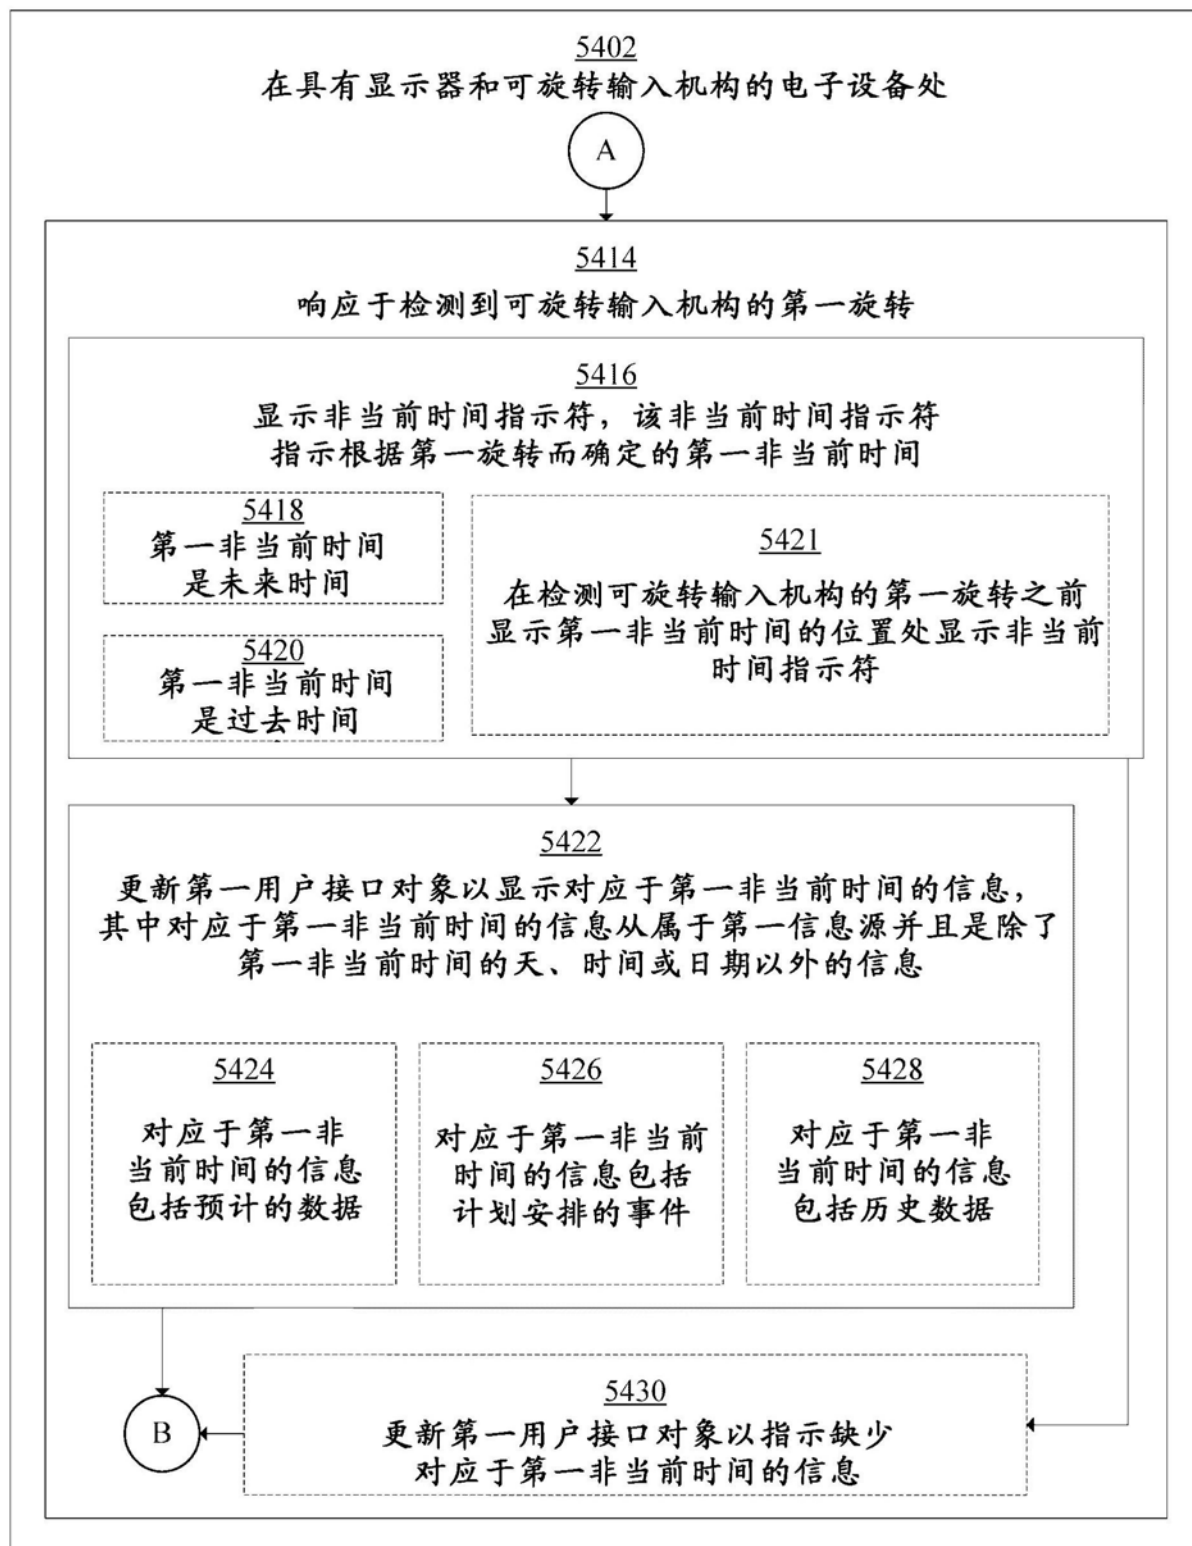 5402
在具有显示器和可旋转输入机构的电子设备处
A
5414
响应于检测到可旋转输入机构的第一旋转
5416
显示非当前时间指示符，该非当前时间指示符
指示根据第一旋转而确定的第一非当前时间
5418
第一非当前时间
是未来时间
5420
第一非当前时间
是过去时间
5421
在检测可旋转输入机构的第一旋转之前
显示第一非当前时间的位置处显示非当前
时间指示符
5422
更新第一用户接口对象以显示对应于第一非当前时间的信息，
其中对应于第一非当前时间的信息从属于第一信息源并且是除了
第一非当前时间的天、时间或日期以外的信息
5424
对应于第一非
当前时间的信息
包括预计的数据
5426
对应于第一非当前
时间的信息包括
计划安排的事件
5428
对应于第一非
当前时间的信息
包括历史数据
5430
更新第一用户接口对象以指示缺少
对应于第一非当前时间的信息
B